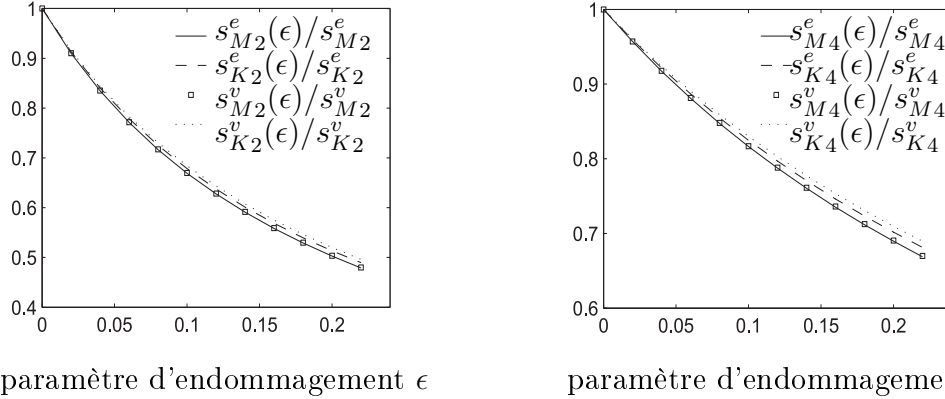 1
0.9
0.8
0.7
0.6
0.5
0.4
0 0.05 0.1 0.15 0.2
s^e_{M2}(ϵ)/s^e_{M2}
s^e_{K2}(ϵ)/s^e_{K2}
s^v_{M2}(ϵ)/s^v_{M2}
s^v_{K2}(ϵ)/s^v_{K2}
paramètre d'endommagement ϵ
1
0.9
0.8
0.7
0.6
0 0.05 0.1 0.15 0.2
s^e_{M4}(ϵ)/s^e_{M4}
s^e_{K4}(ϵ)/s^e_{K4}
s^v_{M4}(ϵ)/s^v_{M4}
s^v_{K4}(ϵ)/s^v_{K4}
paramètre d'endommageme